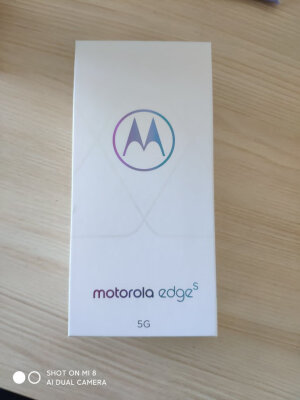 motorola edge s
5G
SHOT ON MI 8
AI DUAL CAMERA